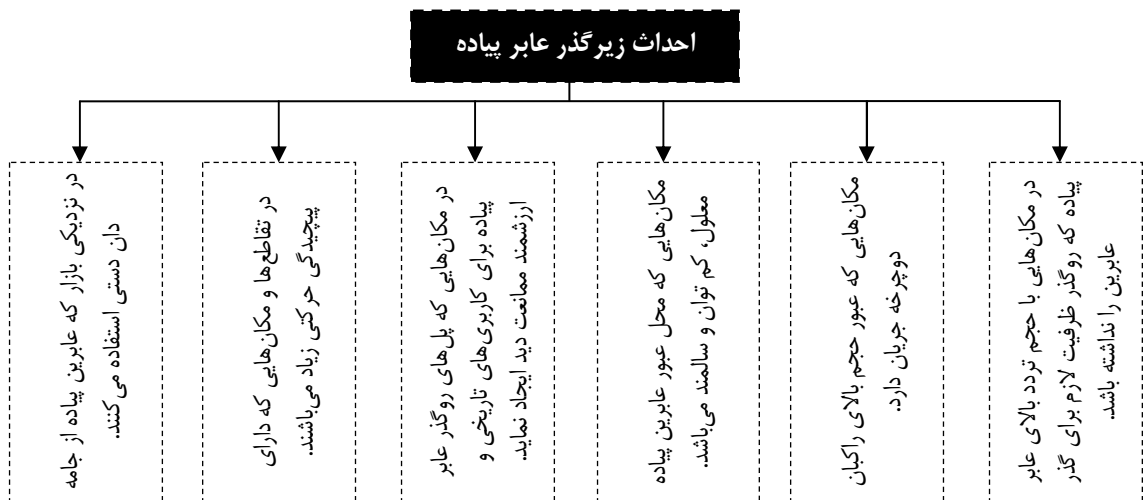 احداث زیرگذر عابر پیاده
در مکان‌هایی با حجم تردد بالای عابر
پیاده که روگذر ظرفیت لازم برای گذر
عابرین را نداشته باشد.
مکان‌هایی که عبور حجم بالای راکبان
دوچرخه جریان دارد.
مکان‌هایی که محل عبور عابرین پیاده
معلول، کم توان و سالمند می‌باشد.
در مکان‌هایی که پل‌های روگذر عابر
پیاده برای کاربری‌های تاریخی و
ارزشمند ممانعت دید ایجاد نماید.
در تقاطع‌ها و مکان‌هایی که دارای
پیچیدگی حرکتی زیاد می‌باشند.
در نزدیکی بازار که عابرین پیاده از جامه
دان دستی استفاده می‌کنند.